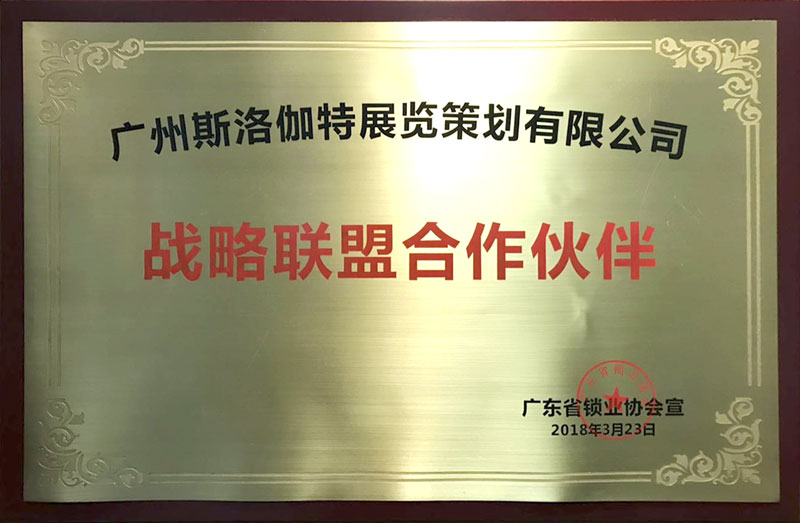 广州斯洛伽特展览策划有限公司
战略联盟合作伙伴
广东省锁业协会宣
2018年3月23日